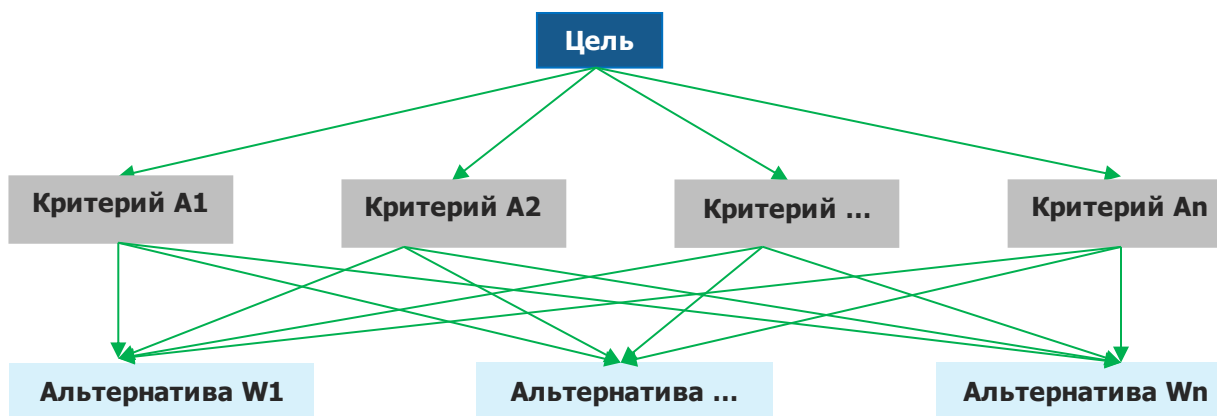 Цель
Критерий A1
Критерий A2
Критерий ...
Критерий An
Альтернатива W1
Альтернатива ...
Альтернатива Wn